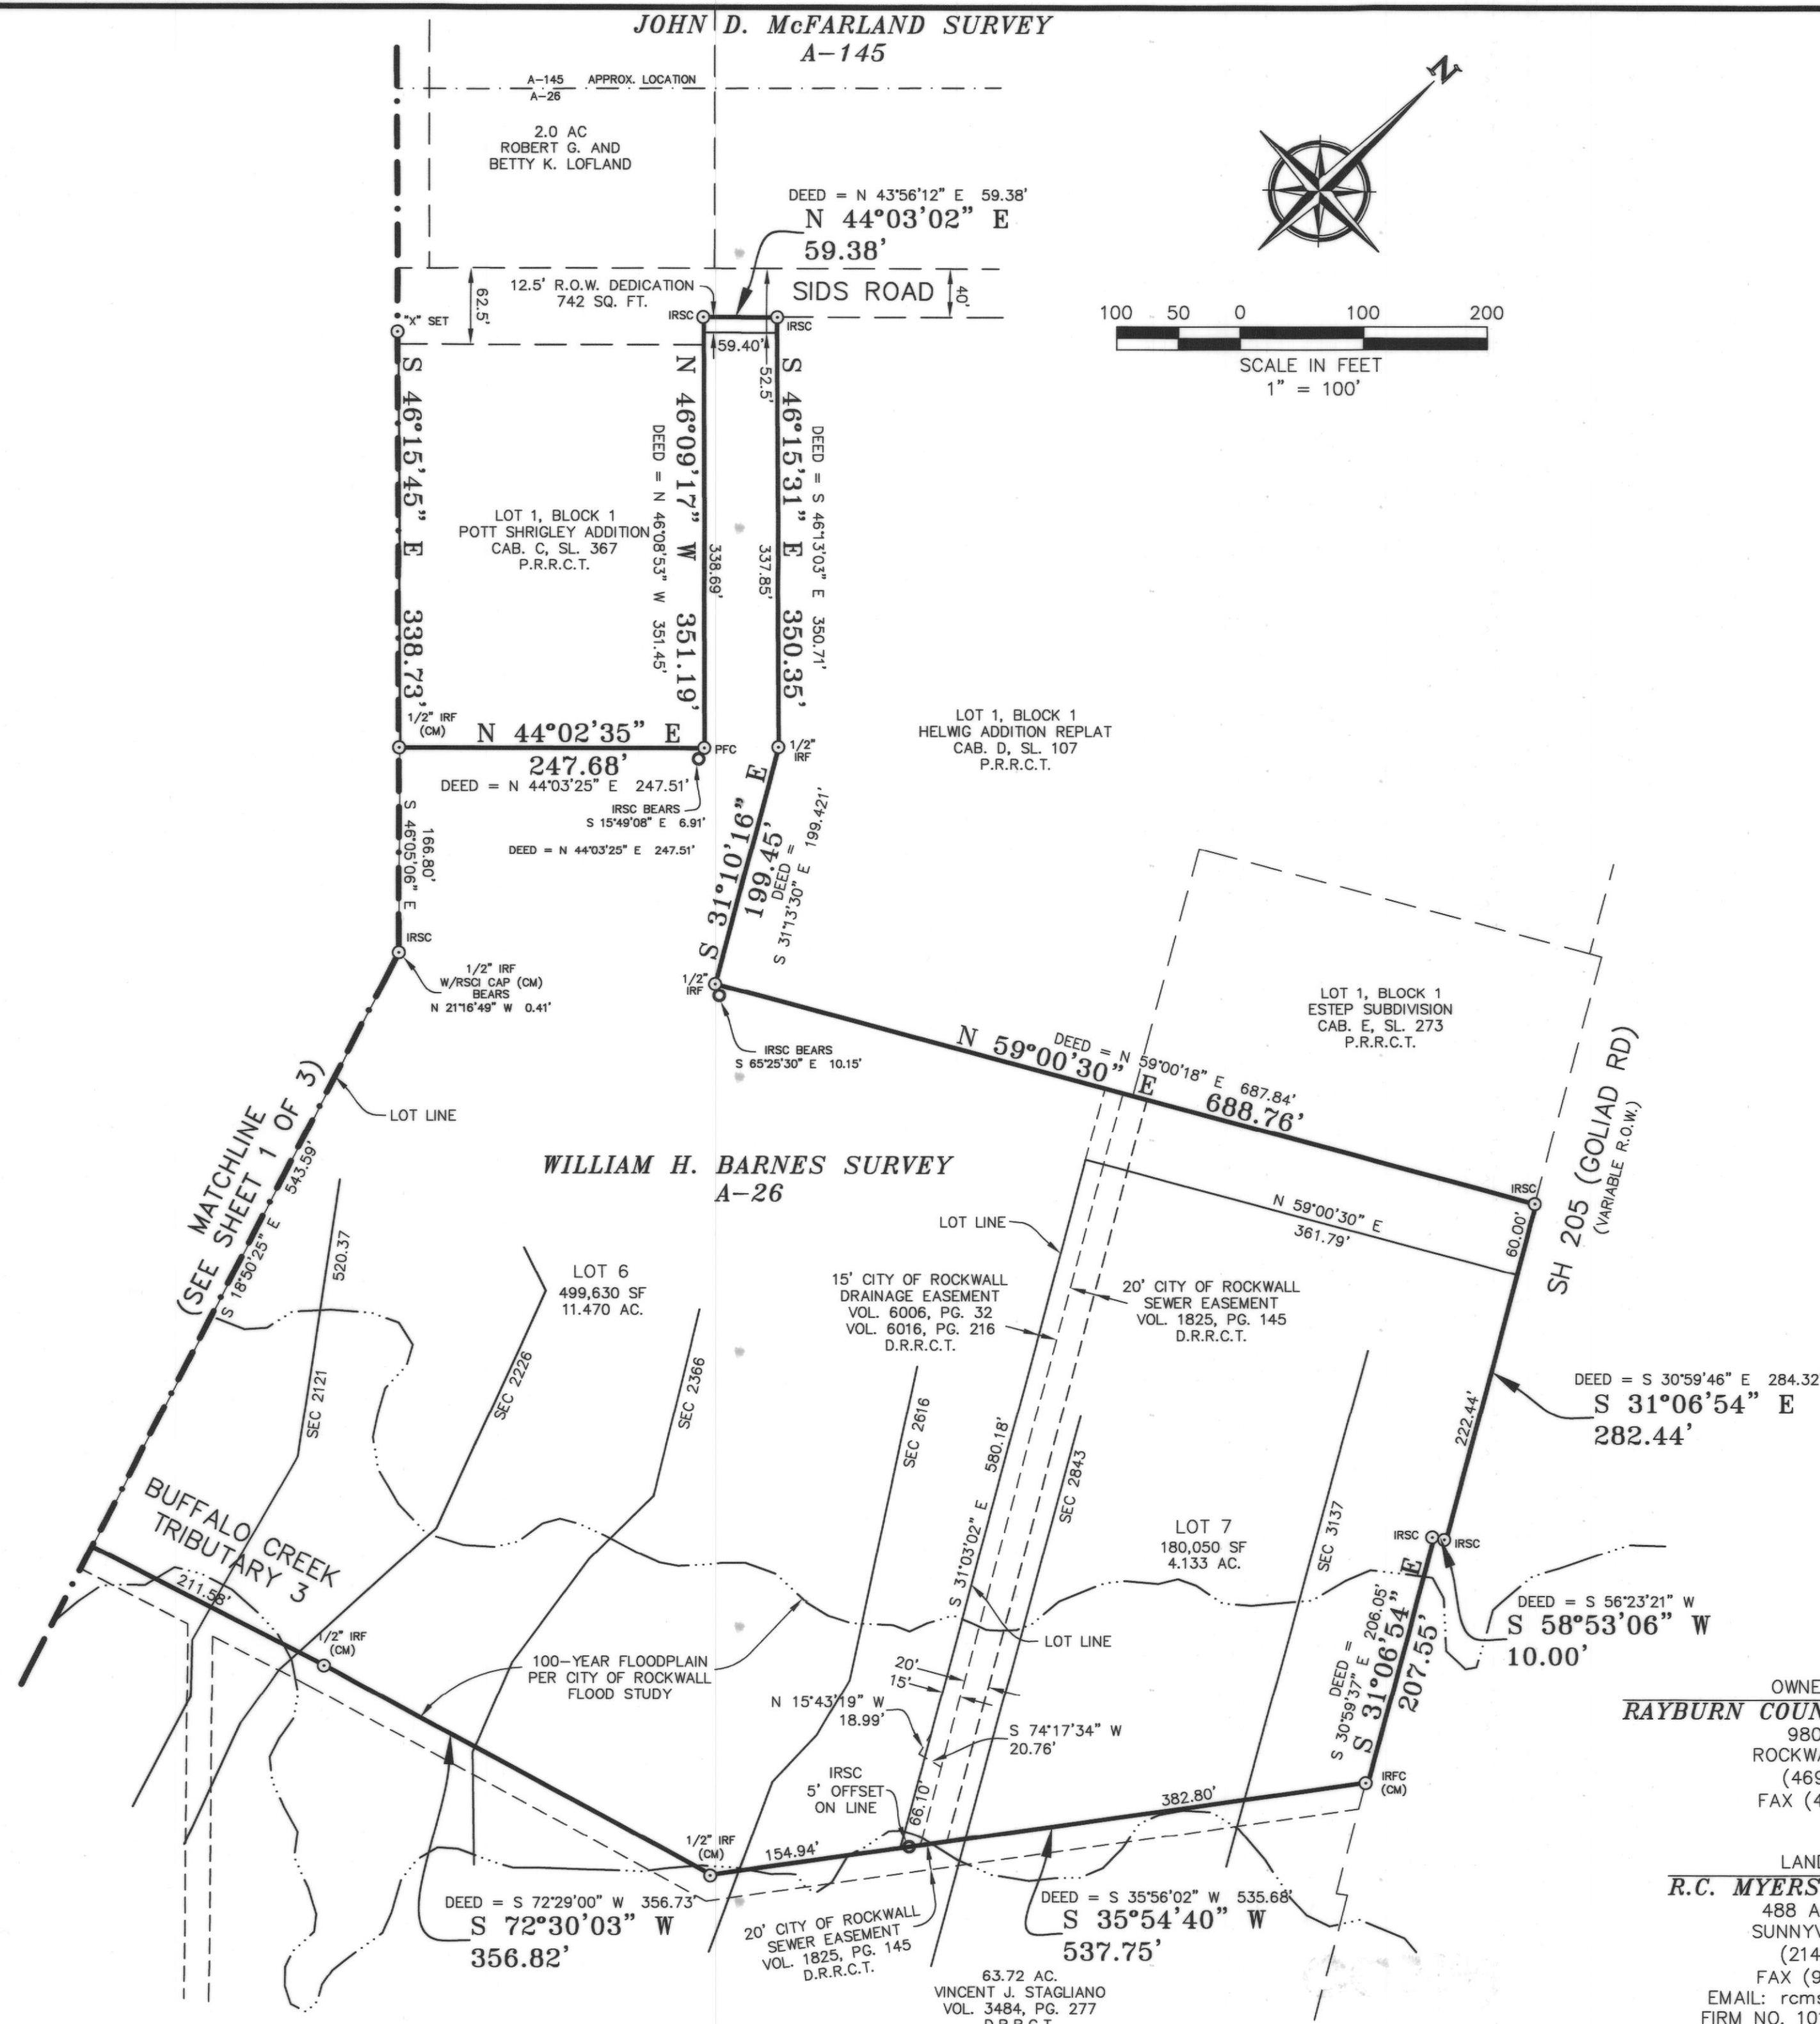 JOHN D. McFARLAND SURVEY
A-145
A-145 APPROX. LOCATION
A-26
2.0 AC
ROBERT G. AND
BETTY K. LOFLAND
N
DEED = N 43°56'12" E 59.38'
N 44°03'02" E
59.38'
62.5'
12.5' R.O.W. DEDICATION
742 SQ. FT.
SIDS ROAD
40'
"X" SET
IRSC
IRSC
59.40'
52.5'
100 50 0 100 200
SCALE IN FEET
1" = 100'
S 46°15'45" E 338.73'
LOT 1, BLOCK 1
POTT SHRIGLEY ADDITION
CAB. C, SL. 367
P.R.R.C.T.
DEED = N 46°08'53" W 351.45'
N 46°09'17" W 351.19'
338.69'
337.85'
S 46°15'31" E 350.35'
DEED = S 46°13'03" E 350.71'
1/2" IRF
(CM)
N 44°02'35" E
247.68'
DEED = N 44°03'25" E 247.51'
PFC
1/2"
IRF
IRSC BEARS
S 15°49'08" E 6.91'
DEED = N 44°03'25" E 247.51'
LOT 1, BLOCK 1
HELWIG ADDITION REPLAT
CAB. D, SL. 107
P.R.R.C.T.
166.80'
S 46°05'06" E
S 31°10'16" E
199.45'
DEED =
S 31°13'30" E 199.421'
IRSC
1/2" IRF
W/RSCI CAP (CM)
BEARS
N 21°16'49" W 0.41'
1/2"
IRF
IRSC BEARS
S 65°25'30" E 10.15'
LOT 1, BLOCK 1
ESTEP SUBDIVISION
CAB. E, SL. 273
P.R.R.C.T.
DEED = N 59°00'18" E 687.84'
N 59°00'30" E
688.76'
SH 205 (GOLIAD RD)
(VARIABLE R.O.W.)
MATCHLINE
(SEE SHEET 1 OF 3)
LOT LINE
543.59'
S 18°50'25" E
WILLIAM H. BARNES SURVEY
A-26
IRSC
60.00'
N 59°00'30" E
361.79'
LOT LINE
520.37
LOT 6
499,630 SF
11.470 AC.
15' CITY OF ROCKWALL
DRAINAGE EASEMENT
VOL. 6006, PG. 32
VOL. 6016, PG. 216
D.R.R.C.T.
20' CITY OF ROCKWALL
SEWER EASEMENT
VOL. 1825, PG. 145
D.R.R.C.T.
SEC 2121
SEC 2226
SEC 2366
SEC 2616
580.18'
S 31°03'02" E
SEC 2843
SEC 3137
222.44'
DEED = S 30°59'46" E 284.32
S 31°06'54" E
282.44'
BUFFALO CREEK
TRIBUTARY 3
211.58'
LOT 7
180,050 SF
4.133 AC.
IRSC
IRSC
DEED = S 56°23'21" W
S 58°53'06" W
10.00'
1/2" IRF
(CM)
100-YEAR FLOODPLAIN
PER CITY OF ROCKWALL
FLOOD STUDY
LOT LINE
20'
15'
N 15°43'19" W
18.99'
S 74°17'34" W
20.76'
DEED =
S 30°59'37" E 206.05'
S 31°06'54" E
207.55'
IRSC
5' OFFSET
ON LINE
66.10'
382.80'
IRFC
(CM)
1/2" IRF
(CM)
154.94'
DEED = S 72°29'00" W 356.73'
S 72°30'03" W
356.82'
20' CITY OF ROCKWALL
SEWER EASEMENT
VOL. 1825, PG. 145
D.R.R.C.T.
DEED = S 35°56'02" W 535.68'
S 35°54'40" W
537.75'
63.72 AC.
VINCENT J. STAGLIANO
VOL. 3484, PG. 277
D.R.R.C.T.
OWNE
RAYBURN COUN
980
ROCKWA
(469
FAX (4
LAND
R.C. MYERS
488 A
SUNNYV
(214
FAX (9
EMAIL: rcms
FIRM NO. 10